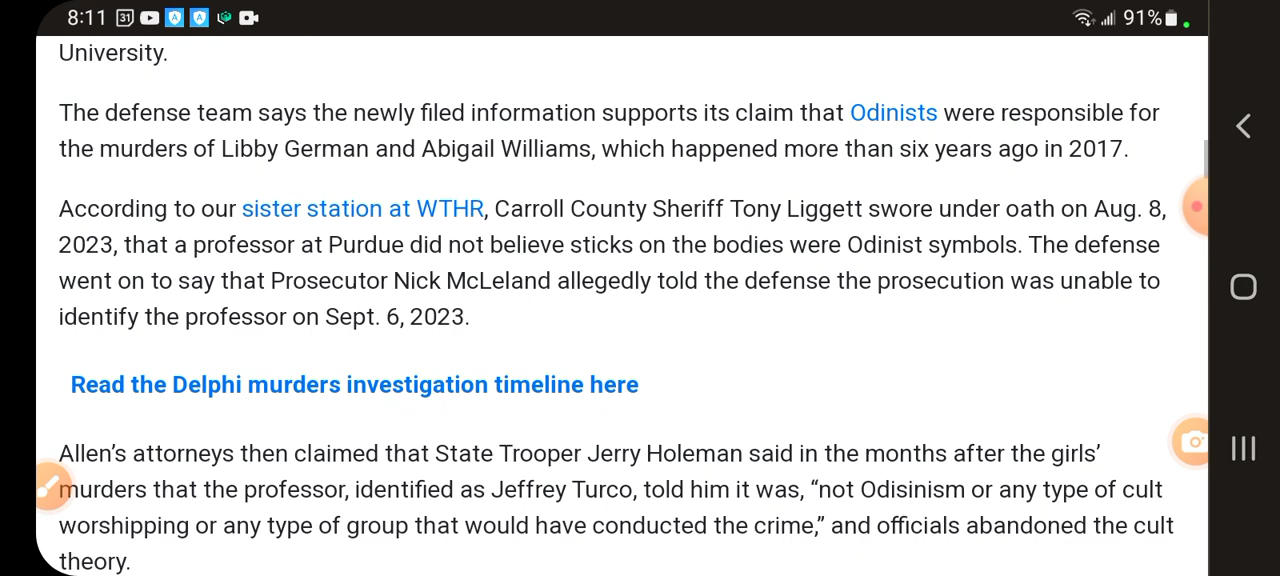 8:11 31 91%
University.
The defense team says the newly filed information supports its claim that Odinists were responsible for
the murders of Libby German and Abigail Williams, which happened more than six years ago in 2017.
According to our sister station at WTHR, Carroll County Sheriff Tony Liggett swore under oath on Aug. 8,
2023, that a professor at Purdue did not believe sticks on the bodies were Odinist symbols. The defense
went on to say that Prosecutor Nick McLeland allegedly told the defense the prosecution was unable to
identify the professor on Sept. 6, 2023.
Read the Delphi murders investigation timeline here
Allen’s attorneys then claimed that State Trooper Jerry Holeman said in the months after the girls’
murders that the professor, identified as Jeffrey Turco, told him it was, “not Odisinism or any type of cult
worshipping or any type of group that would have conducted the crime,” and officials abandoned the cult
theory.